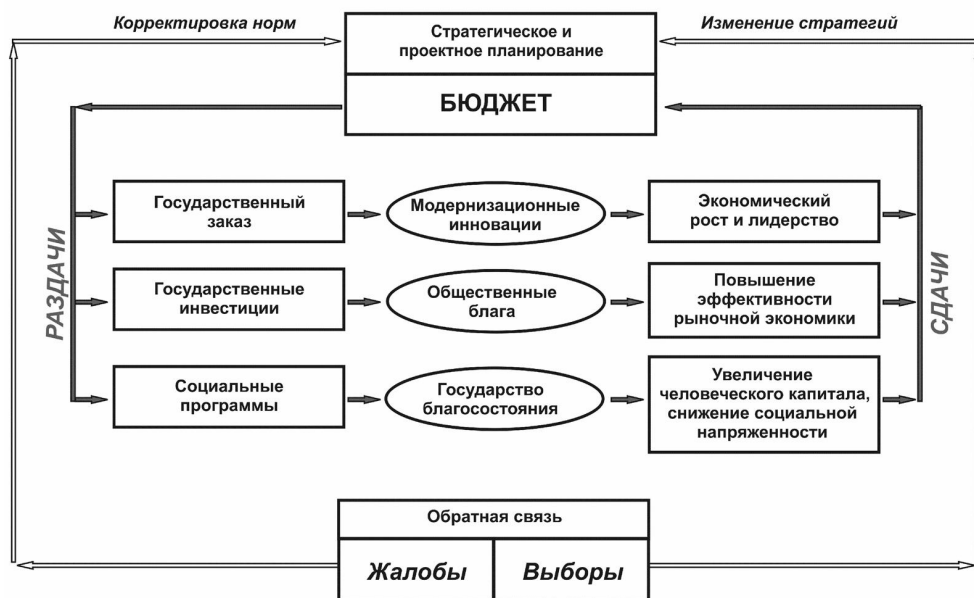 Корректировка норм
Стратегическое и
проектное планирование
Изменение стратегий
БЮДЖЕТ
РАЗДАЧИ
Государственный
заказ
Модернизационные
инновации
Экономический
рост и лидерство
Государственные
инвестиции
Общественные
блага
Повышение
эффективности
рыночной экономики
Социальные
программы
Государство
благосостояния
Увеличение
человеческого капитала,
снижение социальной
напряженности
СДАЧИ
Обратная связь
Жалобы
Выборы